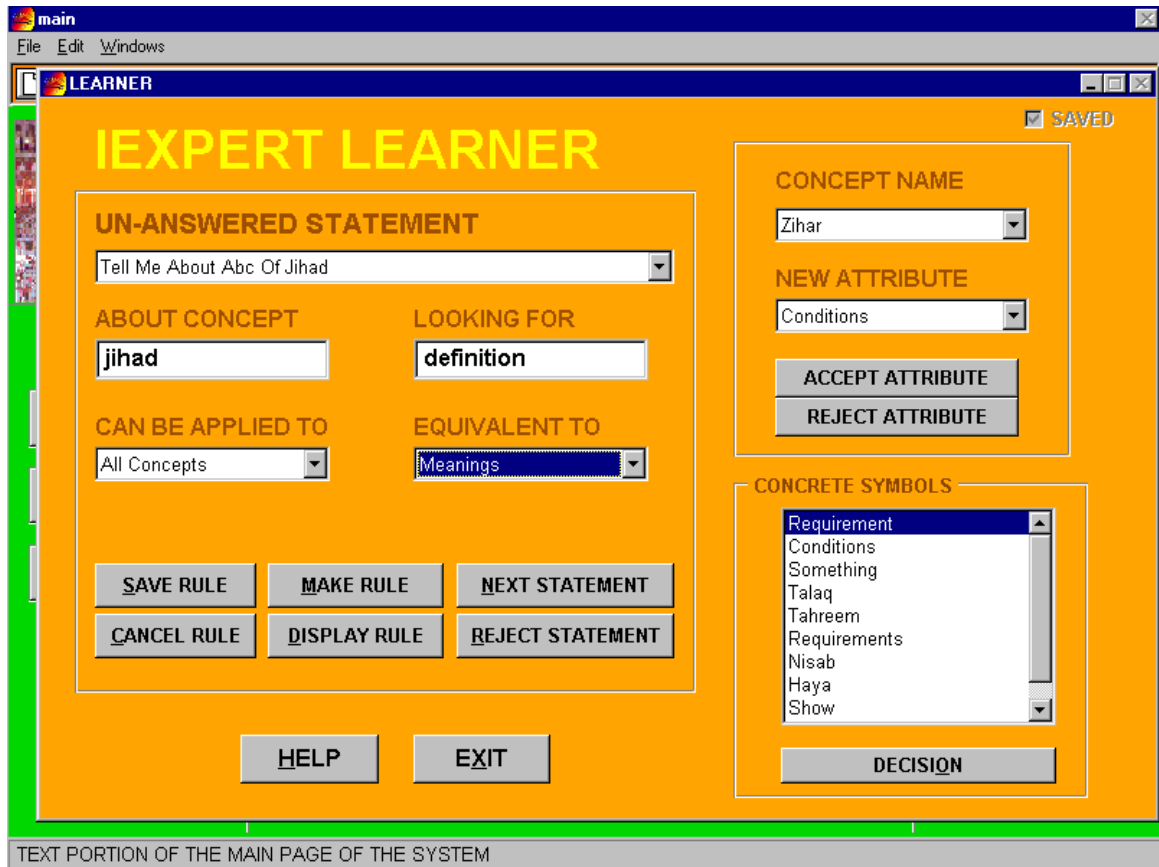 main
File Edit Windows
LEARNER
SAVED
IEXPERT LEARNER
UN-ANSWERED STATEMENT
Tell Me About Abc Of Jihad
ABOUT CONCEPT LOOKING FOR
jihad definition
CAN BE APPLIED TO EQUIVALENT TO
All Concepts Meanings
SAVE RULE MAKE RULE NEXT STATEMENT
CANCEL RULE DISPLAY RULE REJECT STATEMENT
HELP EXIT
CONCEPT NAME
Zihar
NEW ATTRIBUTE
Conditions
ACCEPT ATTRIBUTE
REJECT ATTRIBUTE
CONCRETE SYMBOLS
Requirement
Conditions
Something
Talaq
Tahreem
Requirements
Nisab
Haya
Show
DECISION
TEXT PORTION OF THE MAIN PAGE OF THE SYSTEM